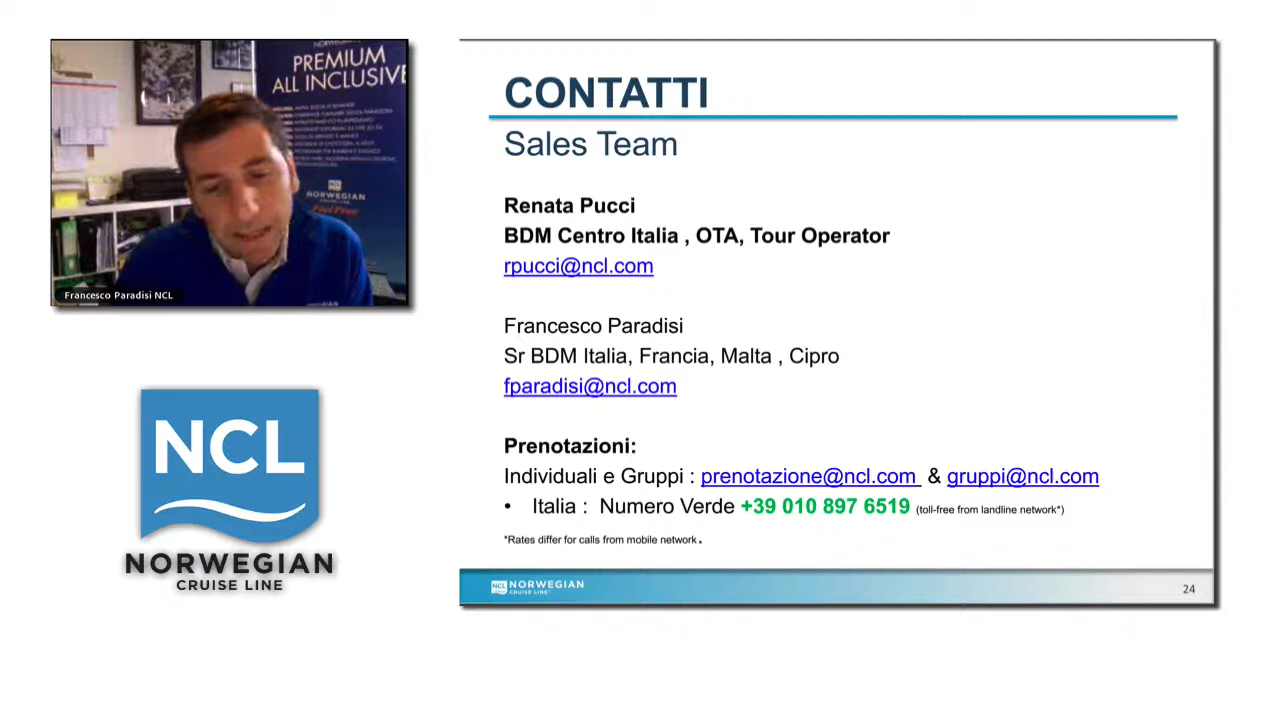 PREMIUM
ALL INCLUSIVE
NORWEGIAN
CRUISE LINE
Francesco Paradisi NCL
NCL
NORWEGIAN
CRUISE LINE
CONTATTI
Sales Team
Renata Pucci
BDM Centro Italia , OTA, Tour Operator
rpucci@ncl.com
Francesco Paradisi
Sr BDM Italia, Francia, Malta , Cipro
fparadisi@ncl.com
Prenotazioni:
Individuali e Gruppi : prenotazione@ncl.com & gruppi@ncl.com
• Italia : Numero Verde +39 010 897 6519 (toll-free from landline network*)
*Rates differ for calls from mobile network.
NCL NORWEGIAN
CRUISE LINE
24